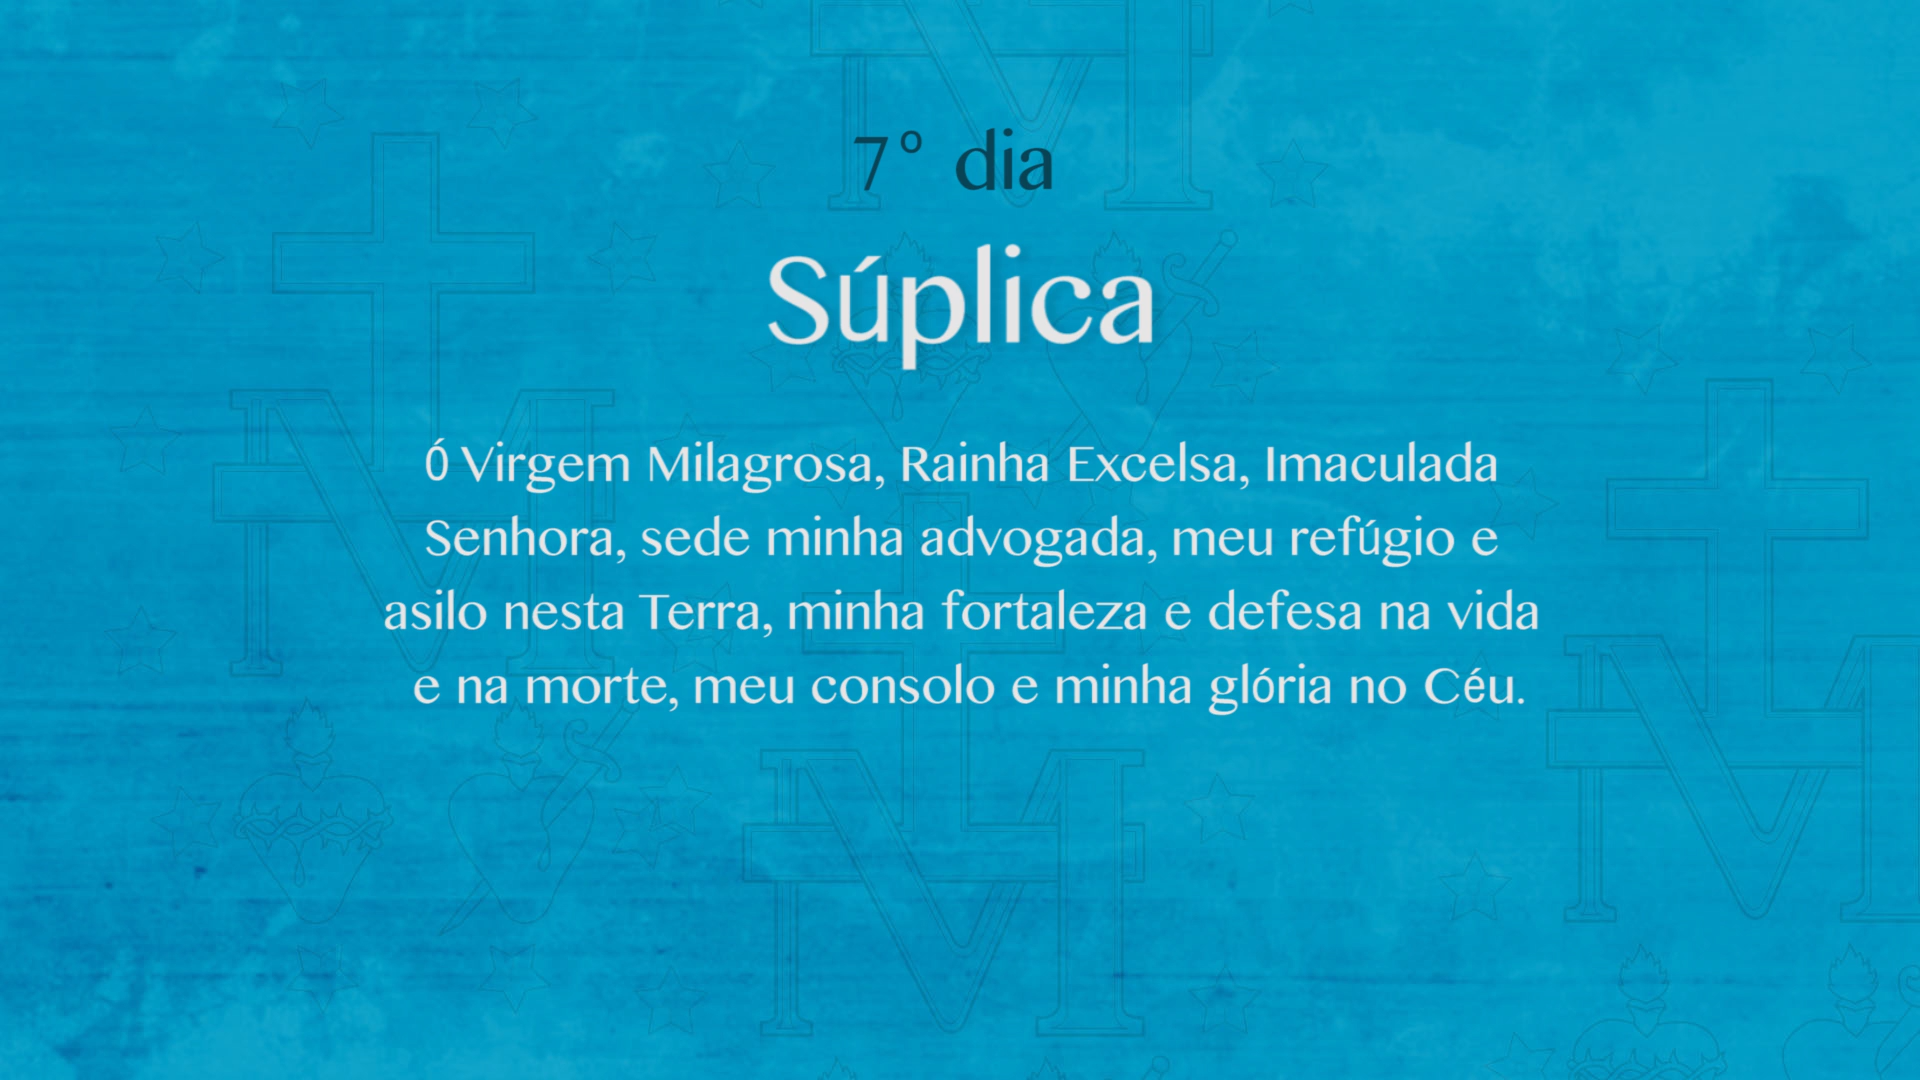 7º dia
Súplica
Ó Virgem Milagrosa, Rainha Excelsa, Imaculada
Senhora, sede minha advogada, meu refúgio e
asilo nesta Terra, minha fortaleza e defesa na vida
e na morte, meu consolo e minha glória no Céu.